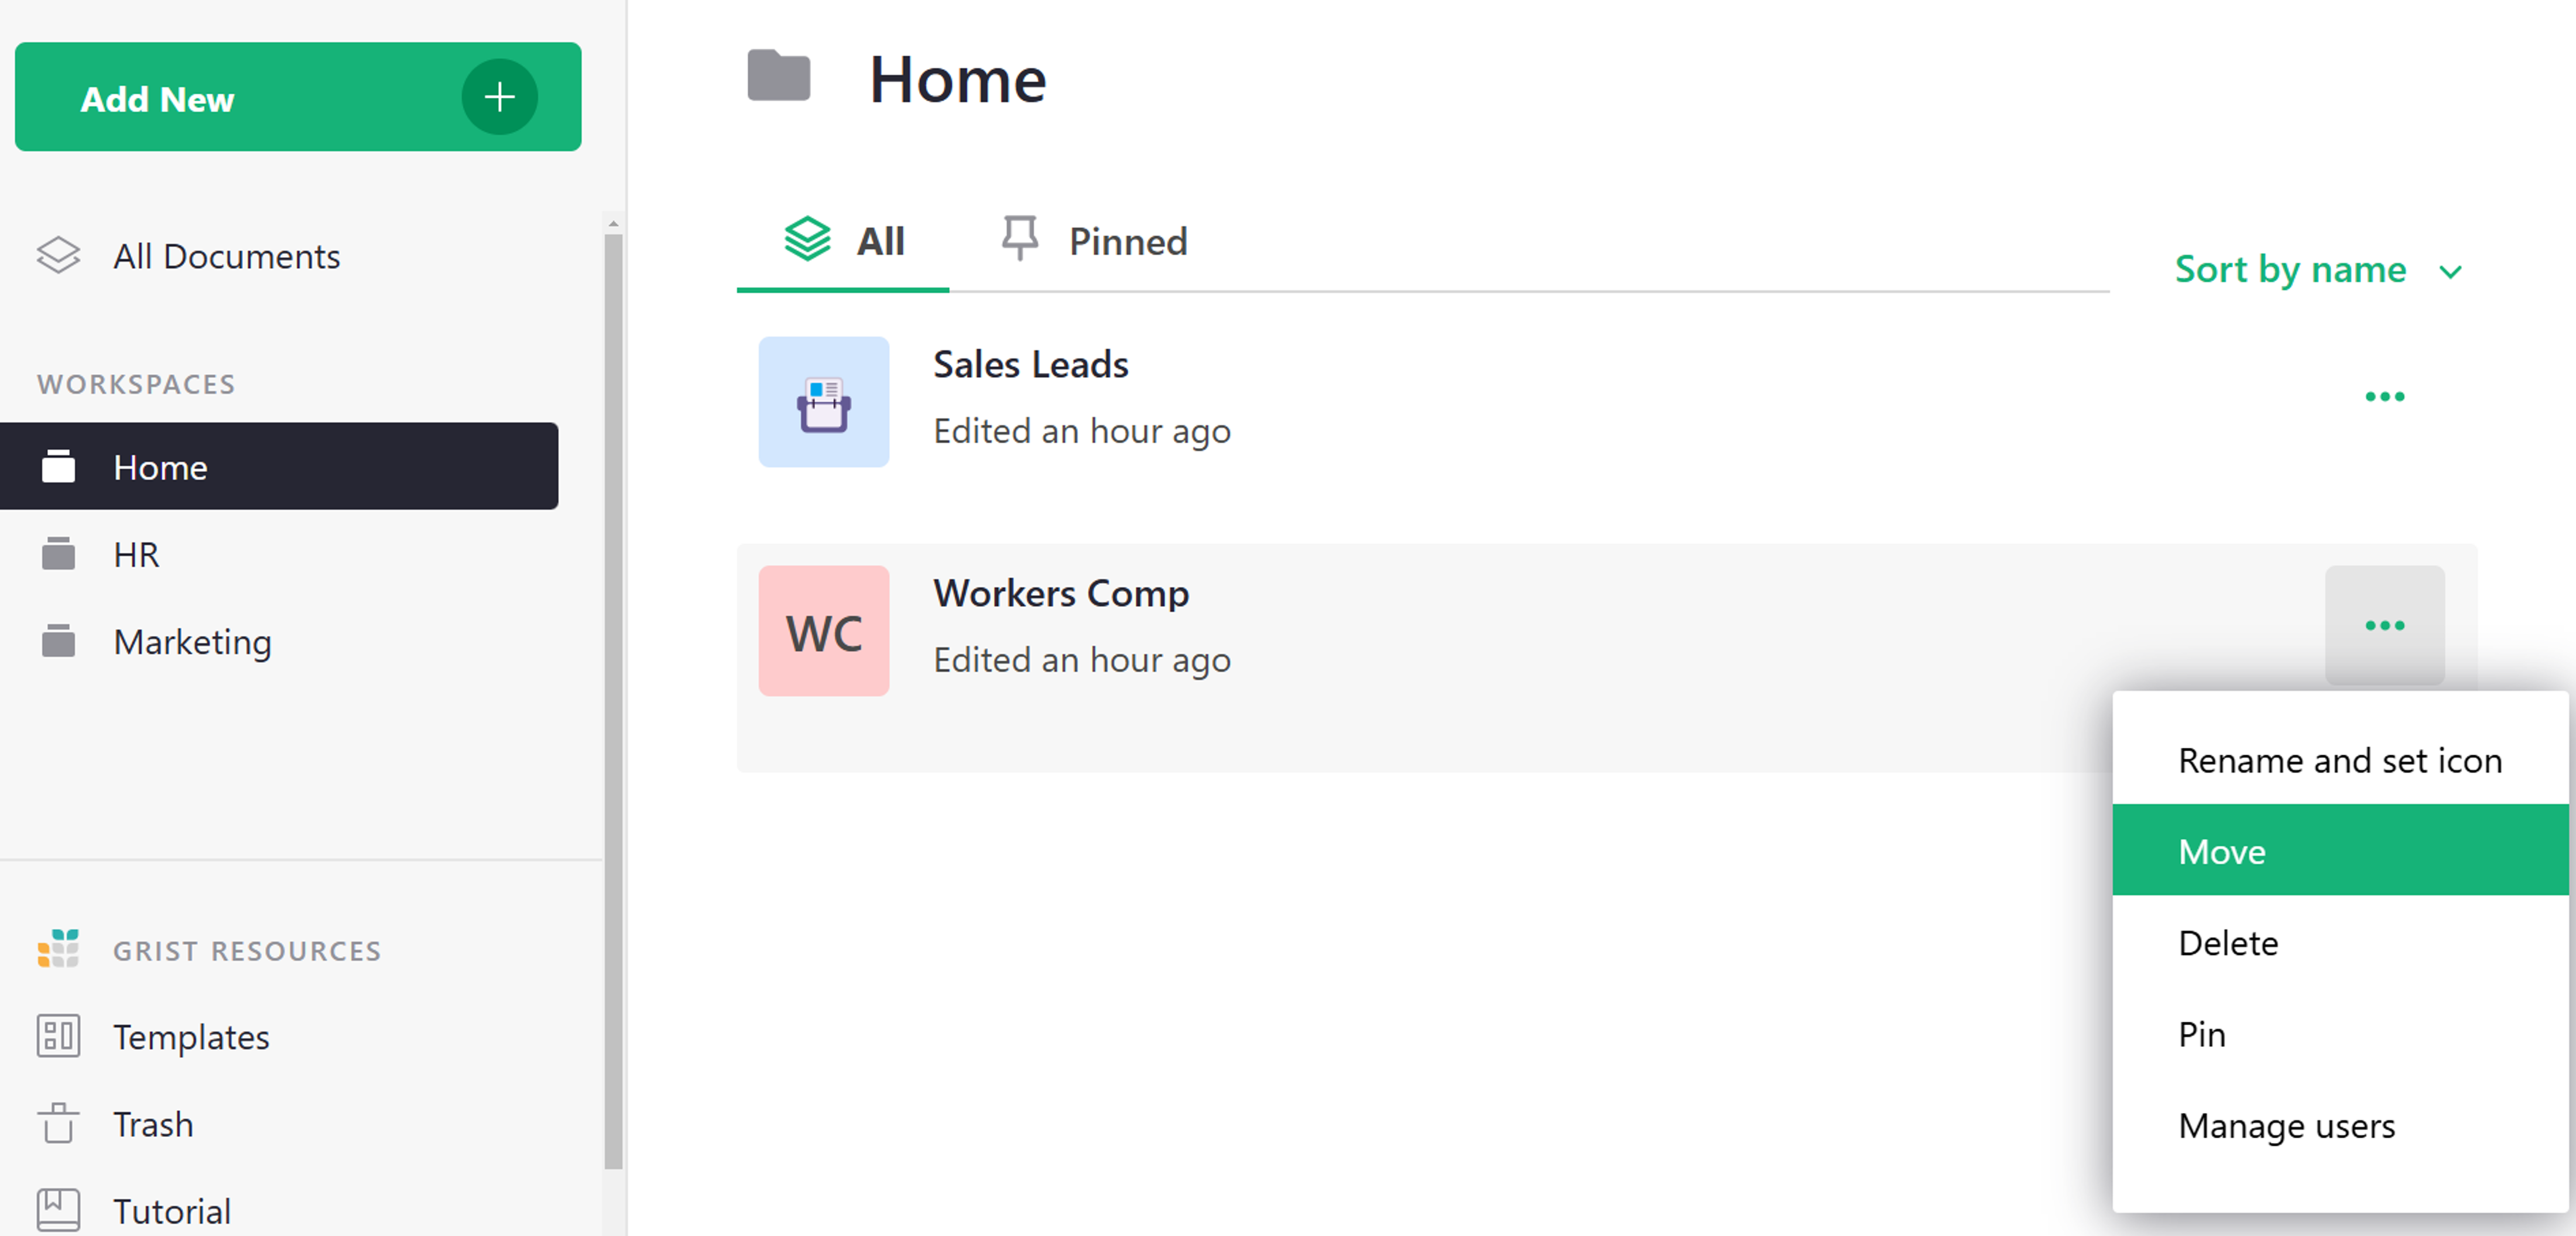 Add New
All Documents
WORKSPACES
Home
HR
Marketing
GRIST RESOURCES
Templates
Trash
Tutorial
Home
All
Pinned
Sort by name
Sales Leads
Edited an hour ago
WC
Workers Comp
Edited an hour ago
Rename and set icon
Move
Delete
Pin
Manage users